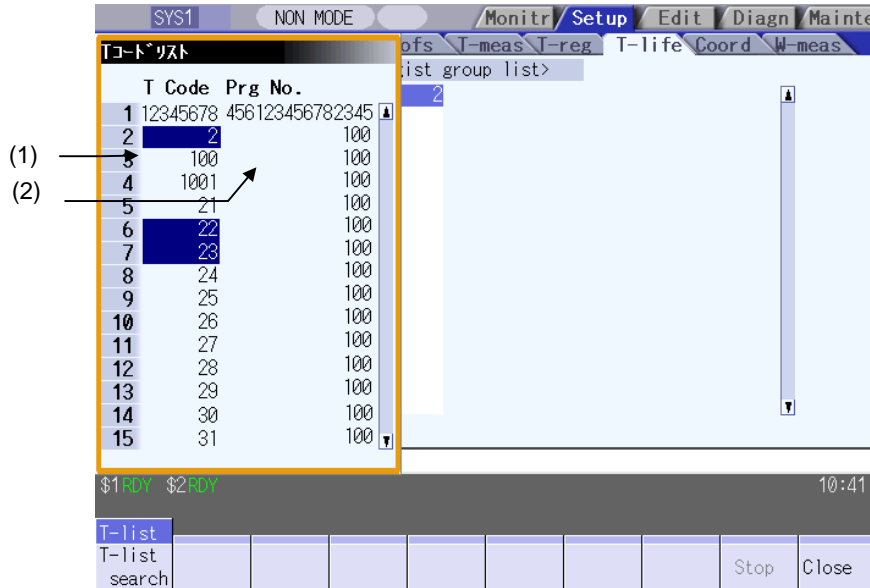 SYS1 NON MODE Monitr Setup Edit Diagn Mainte
Tコードリスト ofs T-meas T-reg T-life Coord W-meas
ist group list>
T Code Prg No. 2
1 12345678 456123456782345
2 2 100
(1) 3 100 100
(2) 4 1001 100
5 21 100
6 22 100
7 23 100
8 24 100
9 25 100
10 26 100
11 27 100
12 28 100
13 29 100
14 30 100
15 31 100
$1 RDY $2 RDY 10:41
T-list
T-list search Stop Close